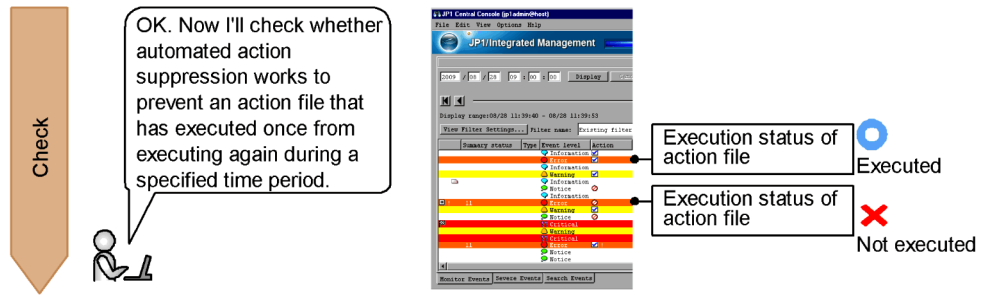 Check
OK. Now I'll check whether
automated action
suppression works to
prevent an action file that
has executed once from
executing again during a
specified time period.
JP1 Central Console (jp1admin@host)
File Edit View Options Help
JP1/Integrated Management
2009 / 08 / 28 09 : 00 : 00 Display
Display range:08/28 11:39:40 - 08/28 11:39:53
View Filter Settings... Filter name: Existing filter
Summary status Type Event level Action
Information
Error
Information
Warning
Information
Notice
Information
11 Error
Warning
Notice
Critical
Warning
Critical
11 Error
Notice
Notice
Monitor Events Severe Events Search Events
Execution status of
action file
Executed
Execution status of
action file
Not executed